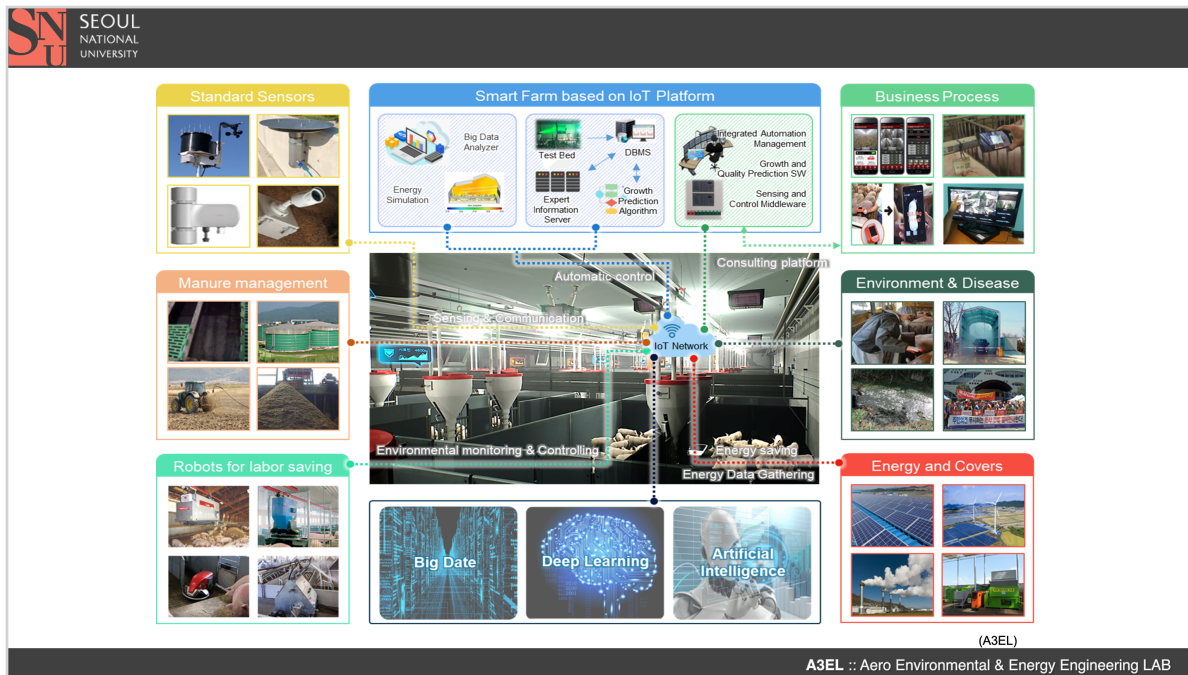 SNU
SEOUL
NATIONAL
UNIVERSITY
Standard Sensors
Smart Farm based on IoT Platform
Business Process
Big Data
Analyzer
Energy
Simulation
Test Bed
DBMS
Expert
Information
Server
Growth
Prediction
Algorithm
Integrated Automation
Management
Growth and
Quality Prediction SW
Sensing and
Control Middleware
Manure management
Automatic control
Consulting platform
Environment & Disease
Sensing & Communication
IoT Network
Robots for labor saving
Environmental monitoring & Controlling
Energy saving
Energy Data Gathering
Energy and Covers
Big Date
Deep Learning
Artificial
Intelligence
(A3EL)
A3EL :: Aero Environmental & Energy Engineering LAB